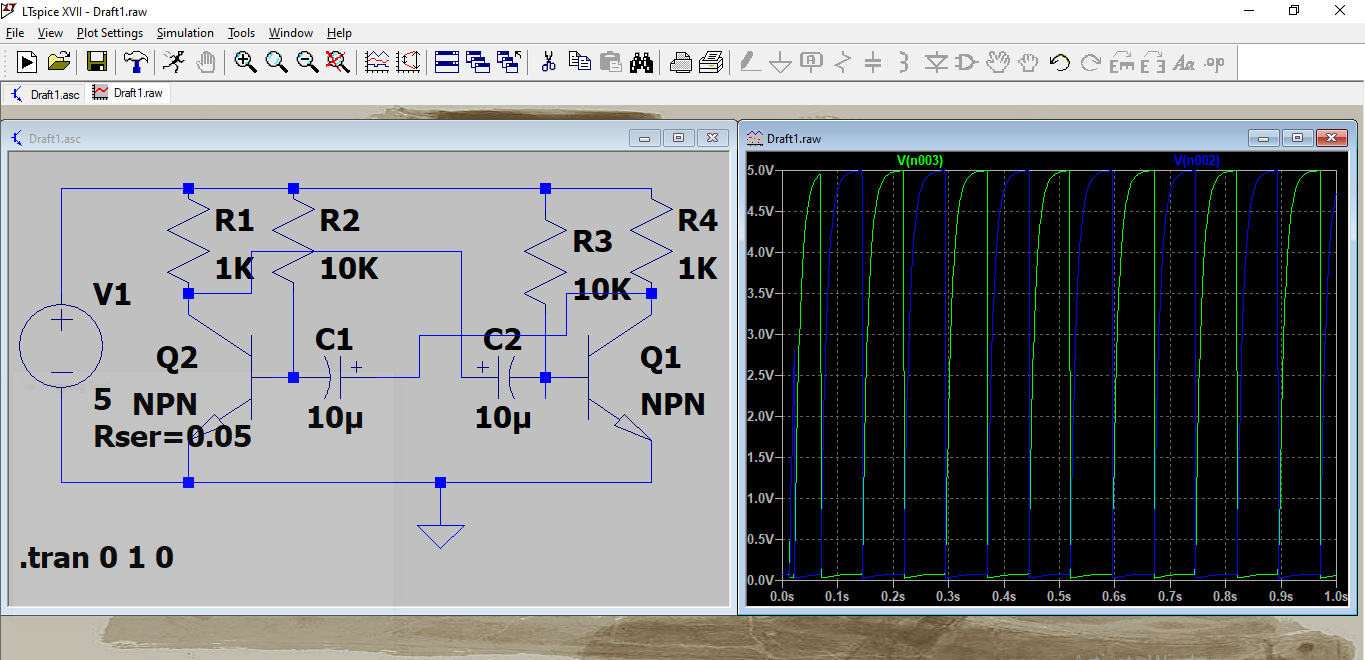 LTspice XVII - Draft1.raw
File View Plot Settings Simulation Tools Window Help
Draft1.asc Draft1.raw
Draft1.asc
R1
1K
R2
10K
R3
10K
R4
1K
V1
5
Rser=0.05
Q2
NPN
C1
10µ
C2
10µ
Q1
NPN
.tran 0 1 0
Draft1.raw
V(n003) V(n002)
5.0V
4.5V
4.0V
3.5V
3.0V
2.5V
2.0V
1.5V
1.0V
0.5V
0.0V
0.0s 0.1s 0.2s 0.3s 0.4s 0.5s 0.6s 0.7s 0.8s 0.9s 1.0s